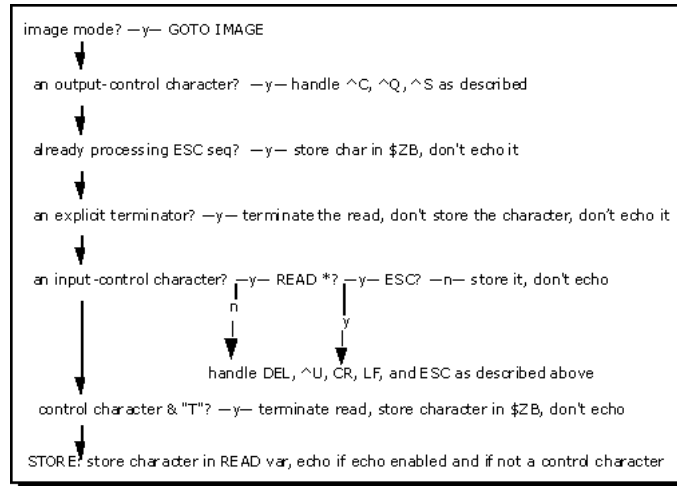 image mode? —y— GOTO IMAGE
an output-control character? —y— handle ^C, ^Q, ^S as described
already processing ESC seq? —y— store char in $ZB, don't echo it
an explicit terminator? —y— terminate the read, don't store the character, don't echo it
an input-control character? —y— READ *? —y— ESC? —n— store it, don't echo
n
y
handle DEL, ^U, CR, LF, and ESC as described above
control character & "T"? —y— terminate read, store character in $ZB, don't echo
STORE: store character in READ var, echo if echo enabled and if not a control character